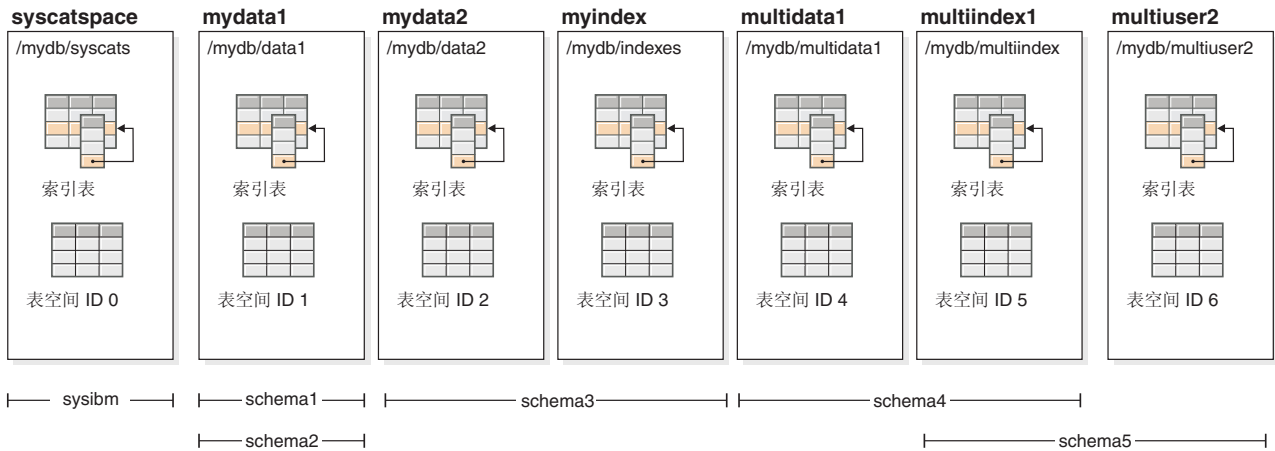 syscatspace
mydata1
mydata2
myindex
multidata1
multiindex1
multiuser2
/mydb/syscats
/mydb/data1
/mydb/data2
/mydb/indexes
/mydb/multidata1
/mydb/multiindex
/mydb/multiuser2
索引表
索引表
索引表
索引表
索引表
索引表
索引表
表空间 ID 0
表空间 ID 1
表空间 ID 2
表空间 ID 3
表空间 ID 4
表空间 ID 5
表空间 ID 6
sysibm
schema1
schema3
schema4
schema2
schema5